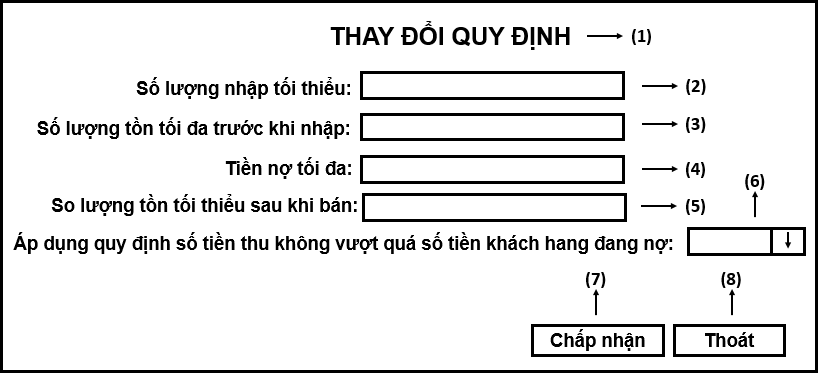 THAY ĐỔI QUY ĐỊNH (1)
Số lượng nhập tối thiểu: (2)
Số lượng tồn tối đa trước khi nhập: (3)
Tiền nợ tối đa: (4)
So lượng tồn tối thiểu sau khi bán: (5)
(6)
Áp dụng quy định số tiền thu không vượt quá số tiền khách hang đang nợ:
(7) (8)
Chấp nhận Thoát